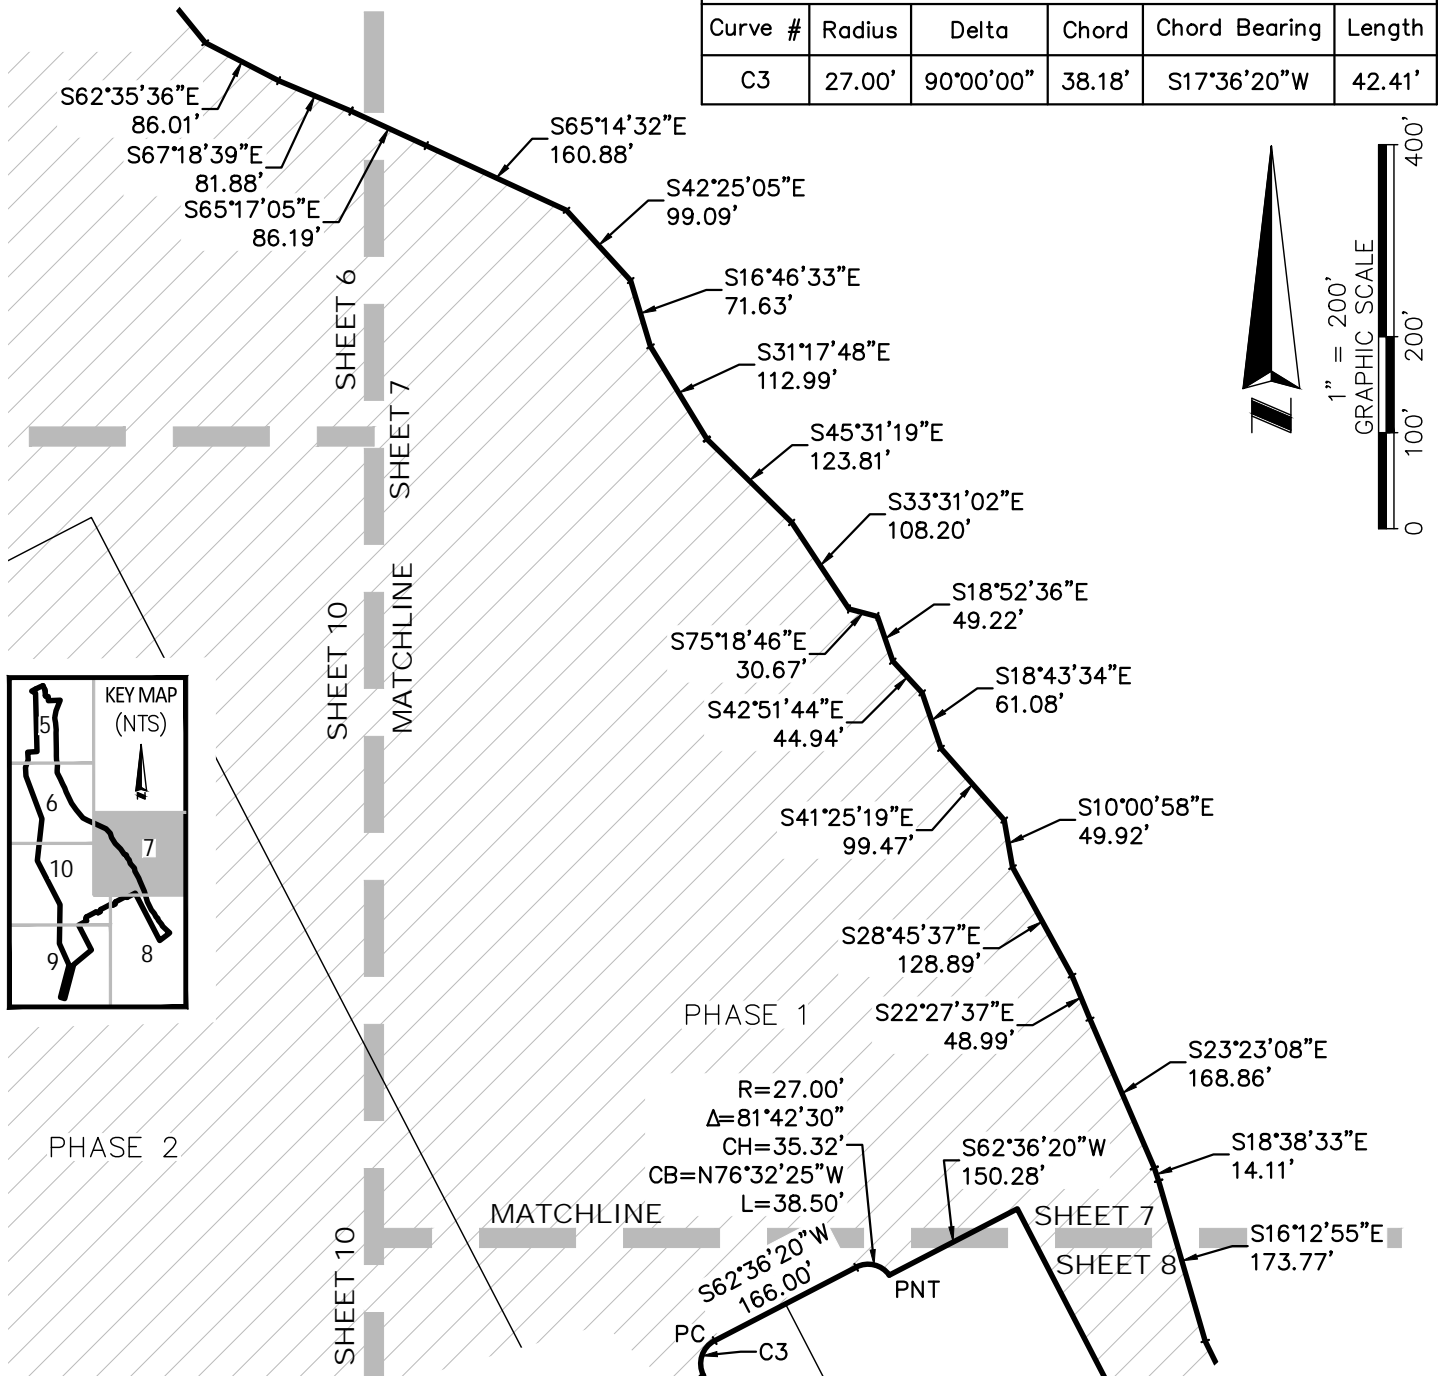 Curve # Radius Delta Chord Chord Bearing Length
C3 27.00' 90°00'00" 38.18' S17°36'20"W 42.41'
S62°35'36"E
86.01'
S67°18'39"E
81.88'
S65°17'05"E
86.19'
S65°14'32"E
160.88'
S42°25'05"E
99.09'
S16°46'33"E
71.63'
S31°17'48"E
112.99'
S45°31'19"E
123.81'
S33°31'02"E
108.20'
S75°18'46"E
30.67'
S18°52'36"E
49.22'
S42°51'44"E
44.94'
S18°43'34"E
61.08'
S41°25'19"E
99.47'
S10°00'58"E
49.92'
S28°45'37"E
128.89'
S22°27'37"E
48.99'
S23°23'08"E
168.86'
S18°38'33"E
14.11'
S16°12'55"E
173.77'
1" = 200'
GRAPHIC SCALE
0
100'
200'
400'
N
SHEET 6
SHEET 7
SHEET 10
MATCHLINE
KEY MAP
(NTS)
N
5
6
7
10
8
9
PHASE 1
PHASE 2
R=27.00'
Δ=81°42'30"
CH=35.32'
CB=N76°32'25"W
L=38.50'
S62°36'20"W
150.28'
MATCHLINE
SHEET 7
SHEET 8
SHEET 10
S62°36'20"W
166.00'
PNT
PC
C3